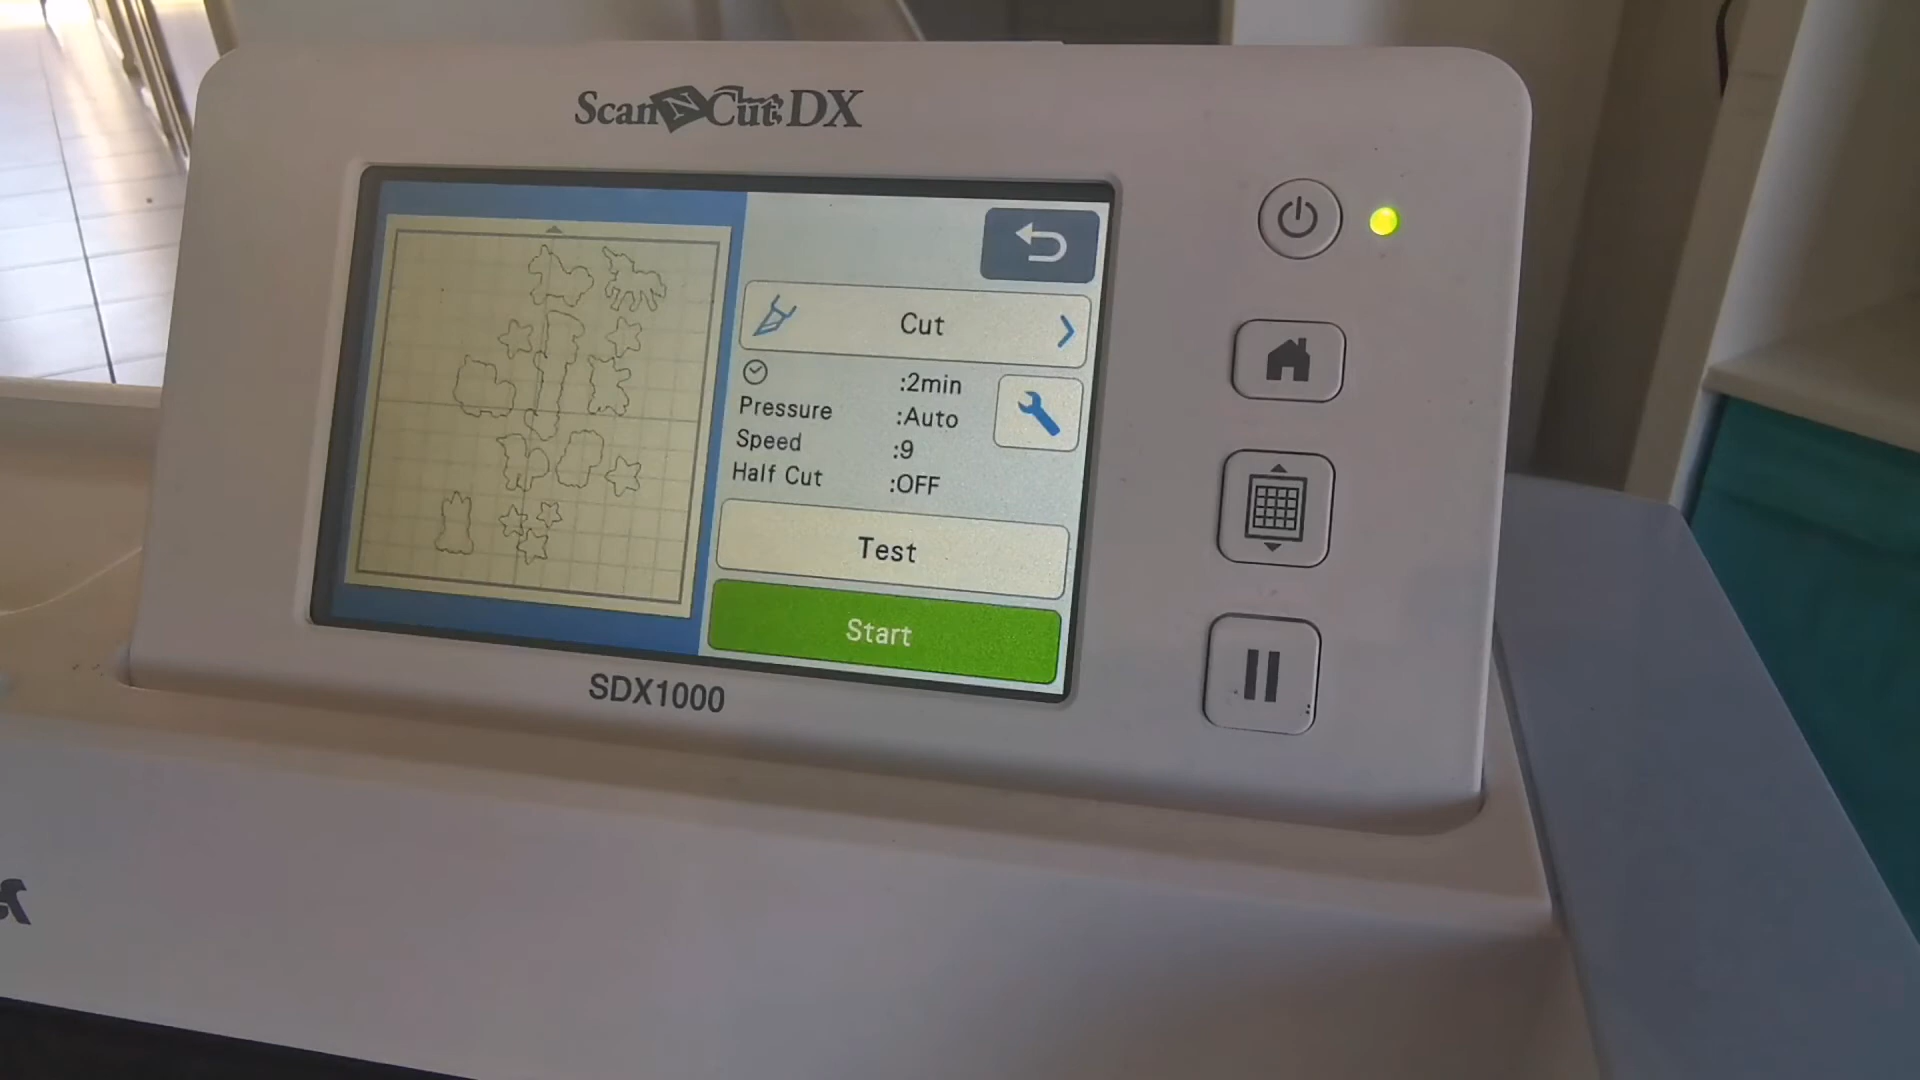 ScanNCut DX
Cut
:2min
Pressure :Auto
Speed :9
Half Cut :OFF
Test
Start
SDX1000